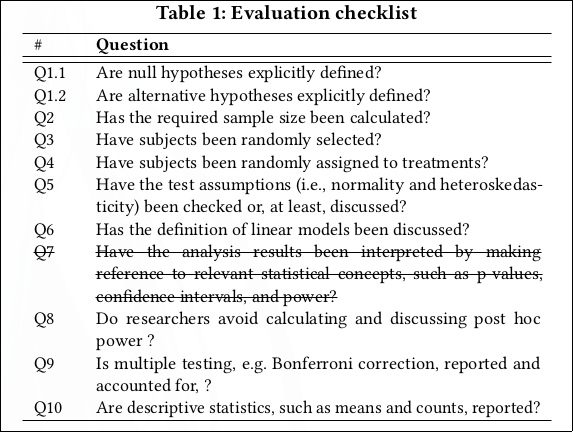 Table 1: Evaluation checklist
# Question
Q1.1 Are null hypotheses explicitly defined?
Q1.2 Are alternative hypotheses explicitly defined?
Q2 Has the required sample size been calculated?
Q3 Have subjects been randomly selected?
Q4 Have subjects been randomly assigned to treatments?
Q5 Have the test assumptions (i.e., normality and heteroskedas-
ticity) been checked or, at least, discussed?
Q6 Has the definition of linear models been discussed?
Q7 Have the analysis results been interpreted by making
reference to relevant statistical concepts, such as p-values,
confidence intervals, and power?
Q8 Do researchers avoid calculating and discussing post hoc
power ?
Q9 Is multiple testing, e.g. Bonferroni correction, reported and
accounted for, ?
Q10 Are descriptive statistics, such as means and counts, reported?